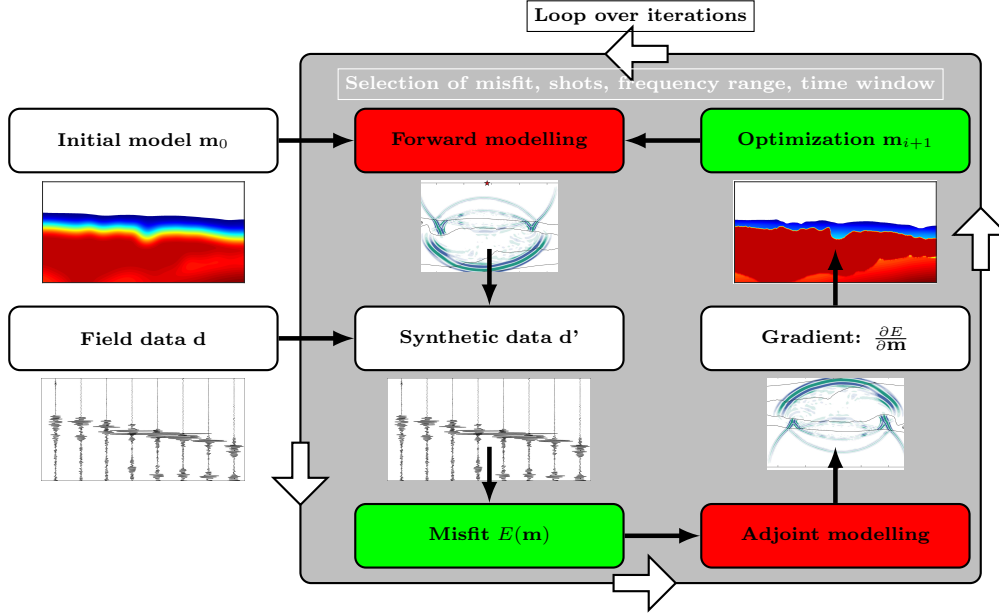 Loop over iterations
Selection of misfit, shots, frequency range, time window
Initial model m₀
Forward modelling
Optimization mᵢ₊₁
Field data d
Synthetic data d'
Gradient: ∂E/∂m
Misfit E(m)
Adjoint modelling